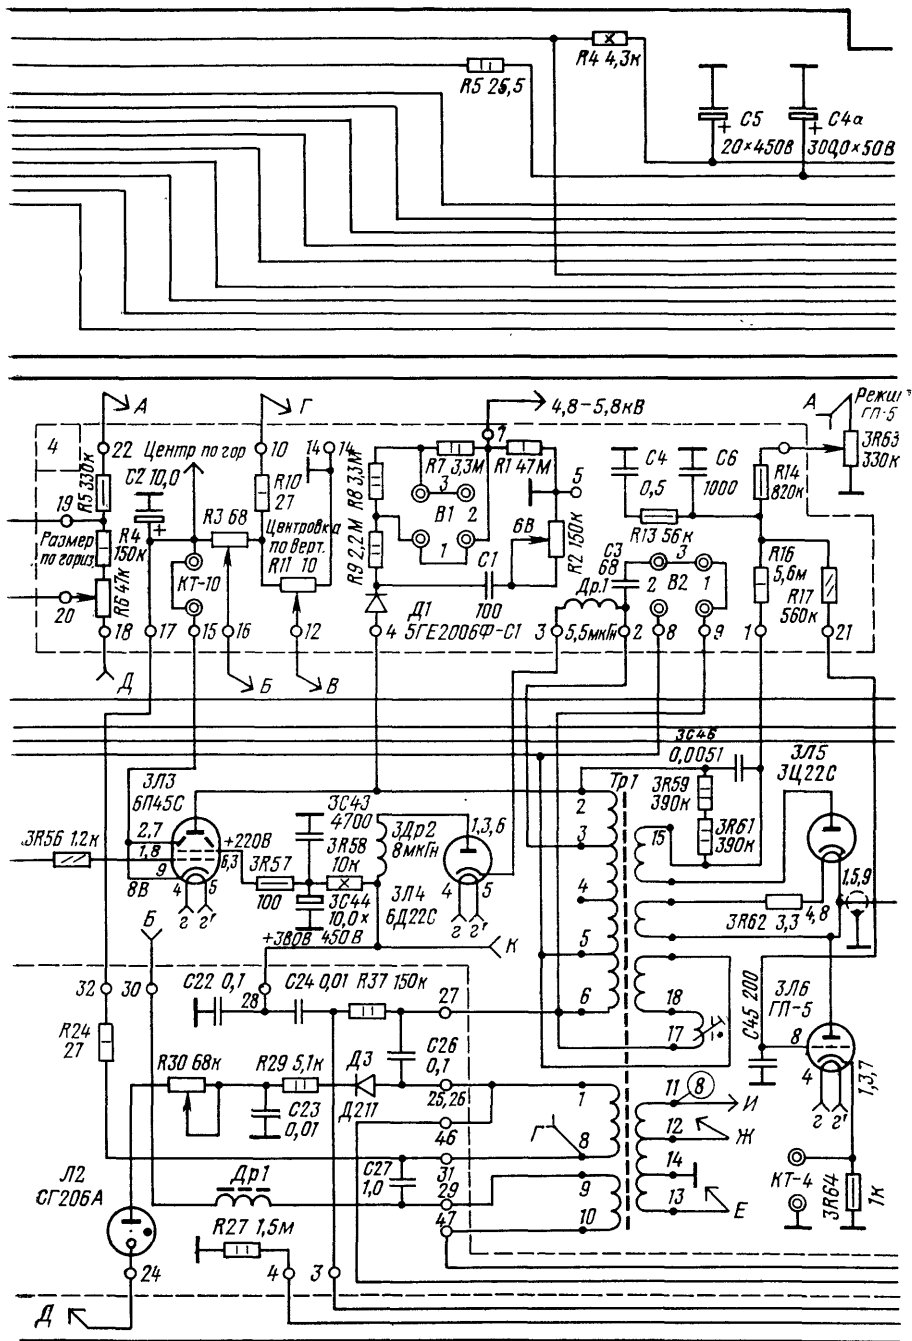 R4 4,3к
R5 25,5
C5
20×450В
C4а
300,0×50В
А
Г
4,8–5,8кВ
А
Режим
ГП-5
4
22
Центр по гор
10
14
14
7
3R63
330к
R5 330к
C2 10,0
R10
27
R8 3,3М
R7 3,3М
R1 47М
5
C4
0,5
C6
1000
R14
820к
19
R3 68
3
В1
2
1
6В
R2 150к
Размер
по гориз.
R4
150к
Центровка
по Верт.
R11 10
R9 2,2М
R13 56к
C3
68
3
2
В2
1
R16
5,6м
R17
560к
КТ-10
R6 47к
20
C1
100
Др.1
Д1
5ГЕ2006Ф-С1
18
17
15
16
12
4
3
5,5мкГн
2
8
9
1
21
Д
Б
В
3С46
0,0051
3Л5
3Ц22С
3Л3
6П45С
Тр1
3R59
390к
2
3С43
4700
3Др2
8мкГн
1,3,6
3R56 1,2к
2,7
1,8
9
+220В
6,3
8В
4
5
г
г'
3R57
100
3R58
10к
3С44
10,0×
450В
+380В
3Л4
6Д22С
4
5
г
г'
3
15
3R61
390к
4
1,5,9
3R62
3,3
4,8
Б
К
5
32
30
C22 0,1
28
C24 0,01
R37 150к
27
6
18
17
C45 200
3Л6
ГП-5
8
4
1,3,7
г
г'
R24
27
R30 68к
R29 5,1к
Д3
Д211
C26
0,1
25,26
C23
0,01
46
1
11
8
И
12
Ж
Г
8
31
C27
1,0
29
14
9
13
Е
КТ-4
3R64
1к
Л2
СГ206А
Др1
47
10
R27 1,5м
24
4
3
Д